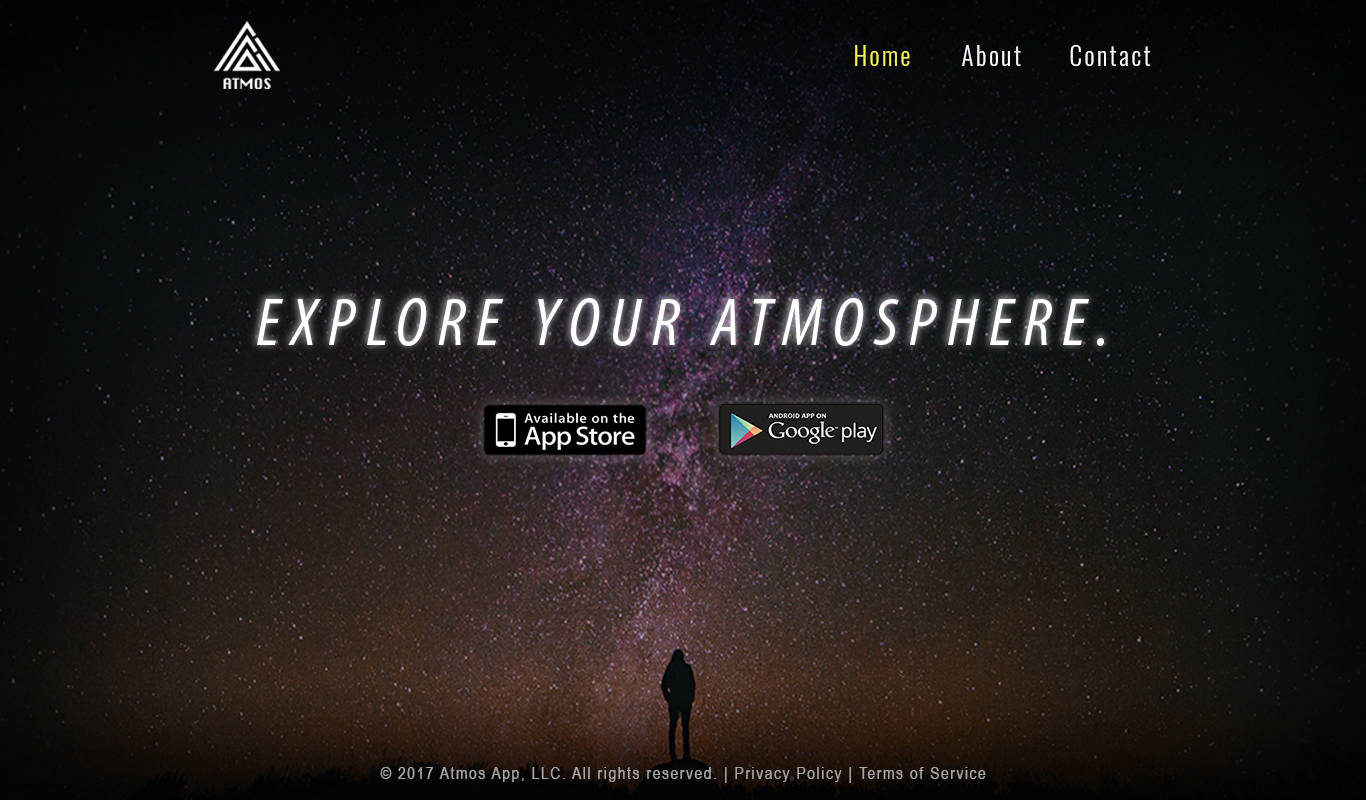 ATMOS
Home About Contact
EXPLORE YOUR ATMOSPHERE.
Available on the
App Store
ANDROID APP ON
Google play
© 2017 Atmos App, LLC. All rights reserved. | Privacy Policy | Terms of Service